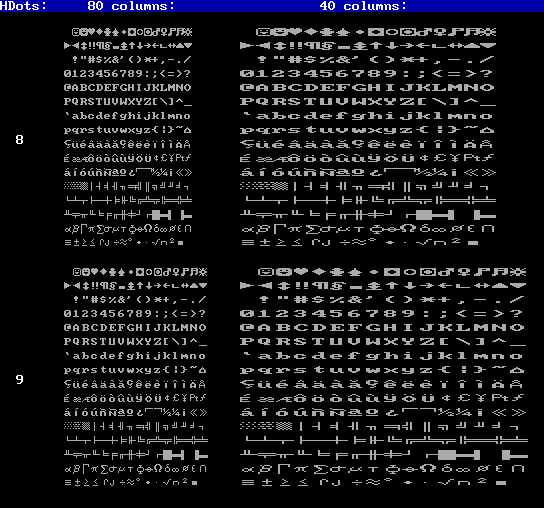 HDots: 80 columns: 40 columns:
☺☻♥♦♣♠•◘○◙♂♀♪♫☼ ☺☻♥♦♣♠•◘○◙♂♀♪♫☼
►◄↕‼¶§▬↨↑↓→←∟↔▲▼ ►◄↕‼¶§▬↨↑↓→←∟↔▲▼
!"#$%&'()*+,-./ !"#$%&'()*+,-./
0123456789:;<=>? 0123456789:;<=>?
@ABCDEFGHIJKLMNO @ABCDEFGHIJKLMNO
PQRSTUVWXYZ[\]^_ PQRSTUVWXYZ[\]^_
`abcdefghijklmno `abcdefghijklmno
pqrstuvwxyz{|}~⌂ pqrstuvwxyz{|}~⌂
8 ÇüéâäàåçêëèïîìÄÅ ÇüéâäàåçêëèïîìÄÅ
ÉæÆôöòûùÿÖÜ¢£¥₧ƒ ÉæÆôöòûùÿÖÜ¢£¥₧ƒ
áíóúñÑªº¿⌐¬½¼¡«» áíóúñÑªº¿⌐¬½¼¡«»
░▒▓│┤╡╢╖╕╣║╗╝╜╛┐ ░▒▓│┤╡╢╖╕╣║╗╝╜╛┐
└┴┬├─┼╞╟╚╔╩╦╠═╬╧ └┴┬├─┼╞╟╚╔╩╦╠═╬╧
╨╤╥╙╘╒╓╫╪┘┌█▄▌▐▀ ╨╤╥╙╘╒╓╫╪┘┌█▄▌▐▀
αßΓπΣσµτΦΘΩδ∞φε∩ αßΓπΣσµτΦΘΩδ∞φε∩
≡±≥≤⌠⌡÷≈°∙·√ⁿ²■ ≡±≥≤⌠⌡÷≈°∙·√ⁿ²■
☺☻♥♦♣♠•◘○◙♂♀♪♫☼ ☺☻♥♦♣♠•◘○◙♂♀♪♫☼
►◄↕‼¶§▬↨↑↓→←∟↔▲▼ ►◄↕‼¶§▬↨↑↓→←∟↔▲▼
!"#$%&'()*+,-./ !"#$%&'()*+,-./
0123456789:;<=>? 0123456789:;<=>?
@ABCDEFGHIJKLMNO @ABCDEFGHIJKLMNO
PQRSTUVWXYZ[\]^_ PQRSTUVWXYZ[\]^_
`abcdefghijklmno `abcdefghijklmno
pqrstuvwxyz{|}~⌂ pqrstuvwxyz{|}~⌂
9 ÇüéâäàåçêëèïîìÄÅ ÇüéâäàåçêëèïîìÄÅ
ÉæÆôöòûùÿÖÜ¢£¥₧ƒ ÉæÆôöòûùÿÖÜ¢£¥₧ƒ
áíóúñÑªº¿⌐¬½¼¡«» áíóúñÑªº¿⌐¬½¼¡«»
░▒▓│┤╡╢╖╕╣║╗╝╜╛┐ ░▒▓│┤╡╢╖╕╣║╗╝╜╛┐
└┴┬├─┼╞╟╚╔╩╦╠═╬╧ └┴┬├─┼╞╟╚╔╩╦╠═╬╧
╨╤╥╙╘╒╓╫╪┘┌█▄▌▐▀ ╨╤╥╙╘╒╓╫╪┘┌█▄▌▐▀
αßΓπΣσµτΦΘΩδ∞φε∩ αßΓπΣσµτΦΘΩδ∞φε∩
≡±≥≤⌠⌡÷≈°∙·√ⁿ²■ ≡±≥≤⌠⌡÷≈°∙·√ⁿ²■